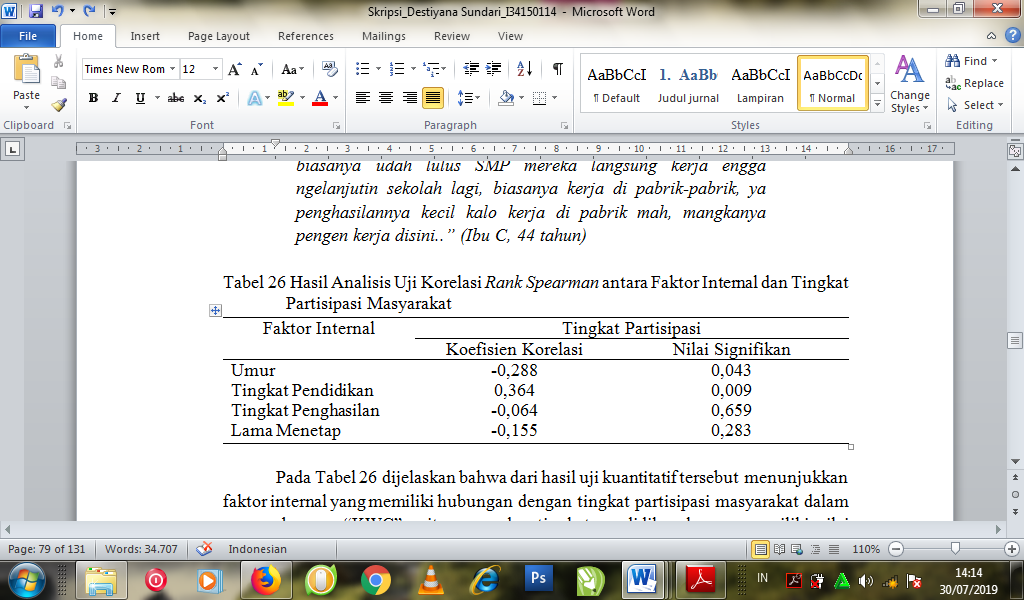 Skripsi_Destiyana Sundari_I34150114 - Microsoft Word
File Home Insert Page Layout References Mailings Review View
Times New Rom 12
Paste
AaBbCcI 1. AaBb AaBbCcI AaBbCcDc
¶ Default Judul jurnal Lampiran ¶ Normal
Change Styles
Find
Replace
Select
Clipboard Font Paragraph Styles Editing
biasanya udah lulus SMP mereka langsung kerja engga
ngelanjutin sekolah lagi, biasanya kerja di pabrik-pabrik, ya
penghasilannya kecil kalo kerja di pabrik mah, mangkanya
pengen kerja disini..” (Ibu C, 44 tahun)
Tabel 26 Hasil Analisis Uji Korelasi Rank Spearman antara Faktor Internal dan Tingkat
Partisipasi Masyarakat
Faktor Internal Tingkat Partisipasi
Koefisien Korelasi Nilai Signifikan
Umur -0,288 0,043
Tingkat Pendidikan 0,364 0,009
Tingkat Penghasilan -0,064 0,659
Lama Menetap -0,155 0,283
Pada Tabel 26 dijelaskan bahwa dari hasil uji kuantitatif tersebut menunjukkan
faktor internal yang memiliki hubungan dengan tingkat partisipasi masyarakat dalam
Page: 79 of 131 Words: 34.707 Indonesian 110%
IN 14:14
30/07/2019